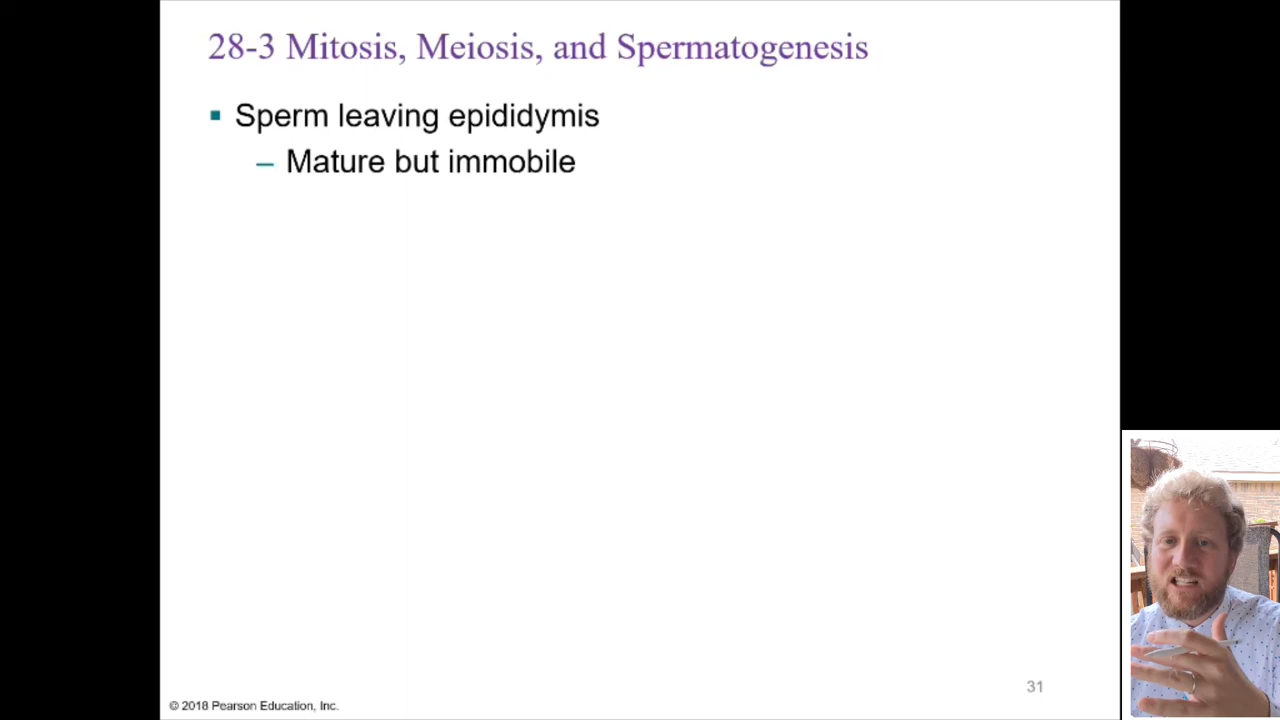 28-3 Mitosis, Meiosis, and Spermatogenesis
▪ Sperm leaving epididymis
– Mature but immobile
31
© 2018 Pearson Education, Inc.